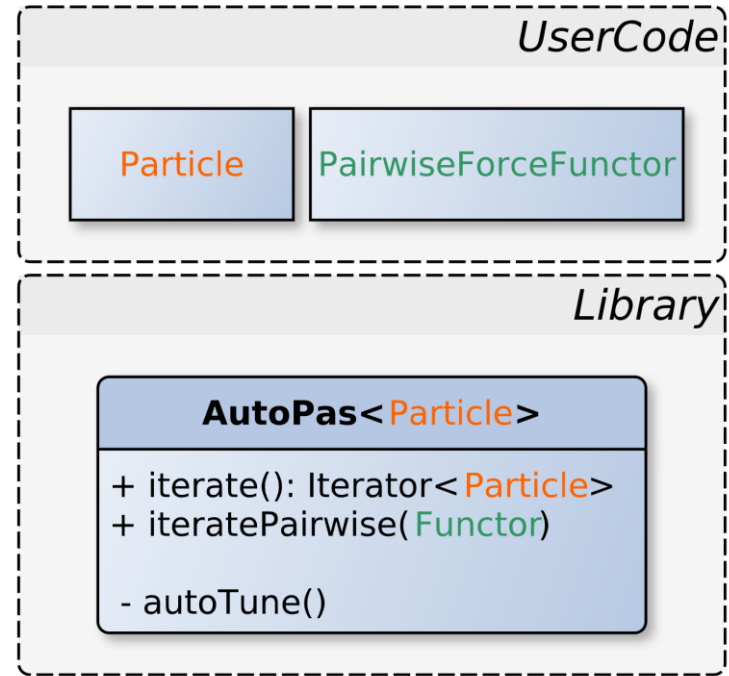 UserCode
Particle
PairwiseForceFunctor
Library
AutoPas<Particle>
+ iterate(): Iterator<Particle>
+ iteratePairwise(Functor)
- autoTune()